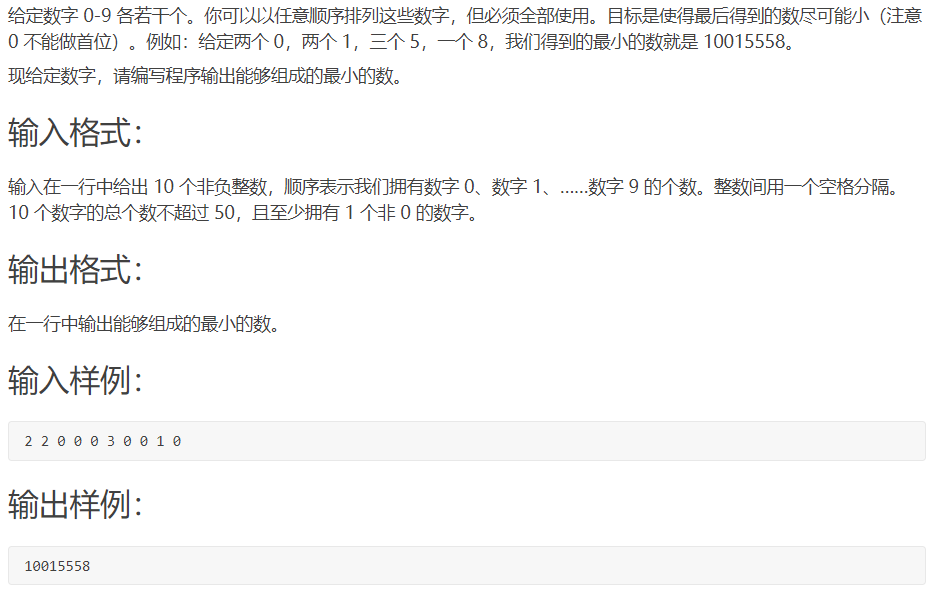 给定数字 0-9 各若干个。你可以以任意顺序排列这些数字，但必须全部使用。目标是使得最后得到的数尽可能小（注意
0 不能做首位）。例如：给定两个 0，两个 1，三个 5，一个 8，我们得到的最小的数就是 10015558。
现给定数字，请编写程序输出能够组成的最小的数。
输入格式：
输入在一行中给出 10 个非负整数，顺序表示我们拥有数字 0、数字 1、……数字 9 的个数。整数间用一个空格分隔。
10 个数字的总个数不超过 50，且至少拥有 1 个非 0 的数字。
输出格式：
在一行中输出能够组成的最小的数。
输入样例：
2 2 0 0 0 3 0 0 1 0
输出样例：
10015558